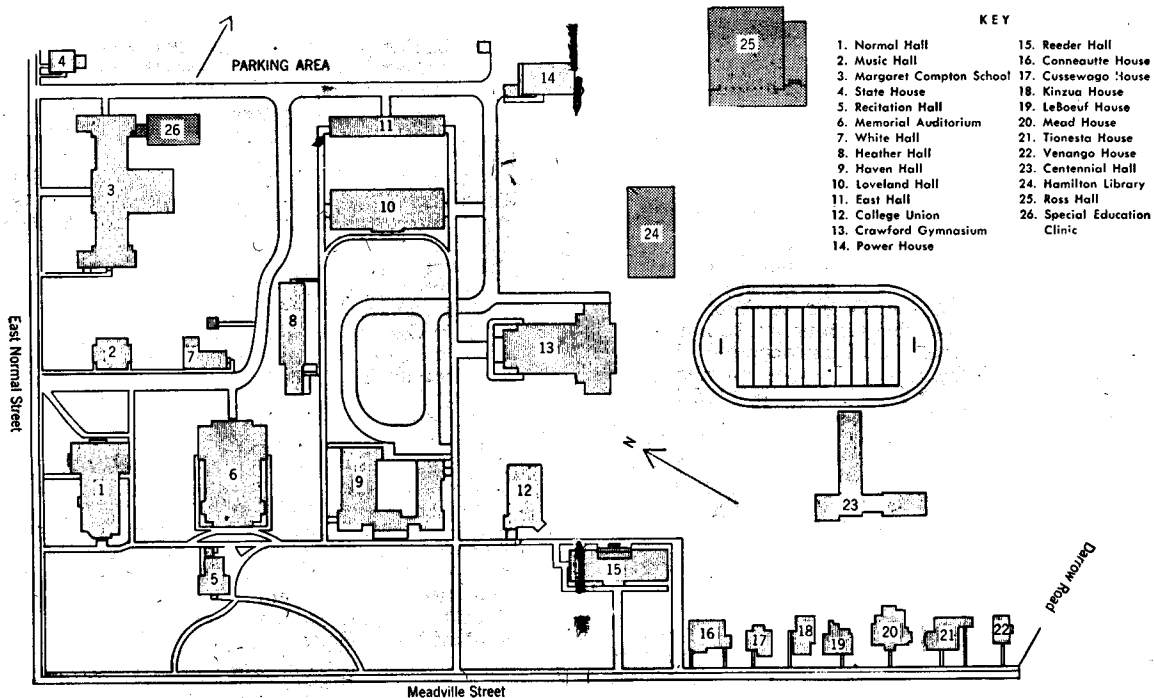 KEY
1. Normal Hall
2. Music Hall
3. Margaret Compton School
4. State House
5. Recitation Hall
6. Memorial Auditorium
7. White Hall
8. Heather Hall
9. Haven Hall
10. Loveland Hall
11. East Hall
12. College Union
13. Crawford Gymnasium
14. Power House
15. Reeder Hall
16. Conneautte House
17. Cussewago House
18. Kinzua House
19. LeBoeuf House
20. Mead House
21. Tionesta House
22. Venango House
23. Centennial Hall
24. Hamilton Library
25. Ross Hall
26. Special Education
Clinic
PARKING AREA
4
14
25
26
11
3
10
24
8
2
7
13
N
1
6
9
12
23
5
15
16
17
18
19
20
21
22
East Normal Street
Darrow Road
Meadville Street